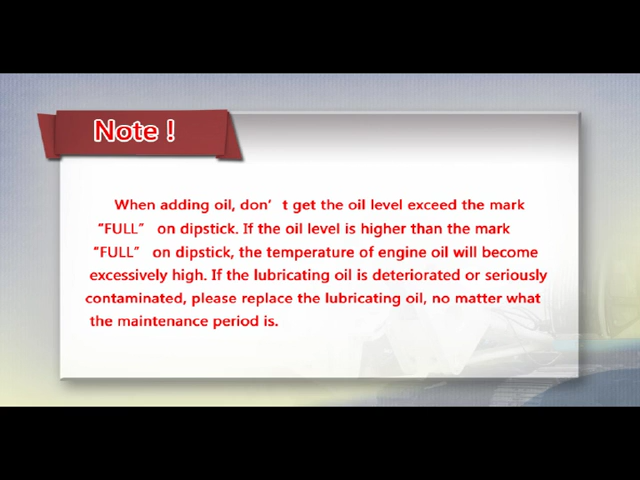 Note !
When adding oil, don’t get the oil level exceed the mark
“FULL” on dipstick. If the oil level is higher than the mark
“FULL” on dipstick, the temperature of engine oil will become
excessively high. If the lubricating oil is deteriorated or seriously
contaminated, please replace the lubricating oil, no matter what
the maintenance period is.